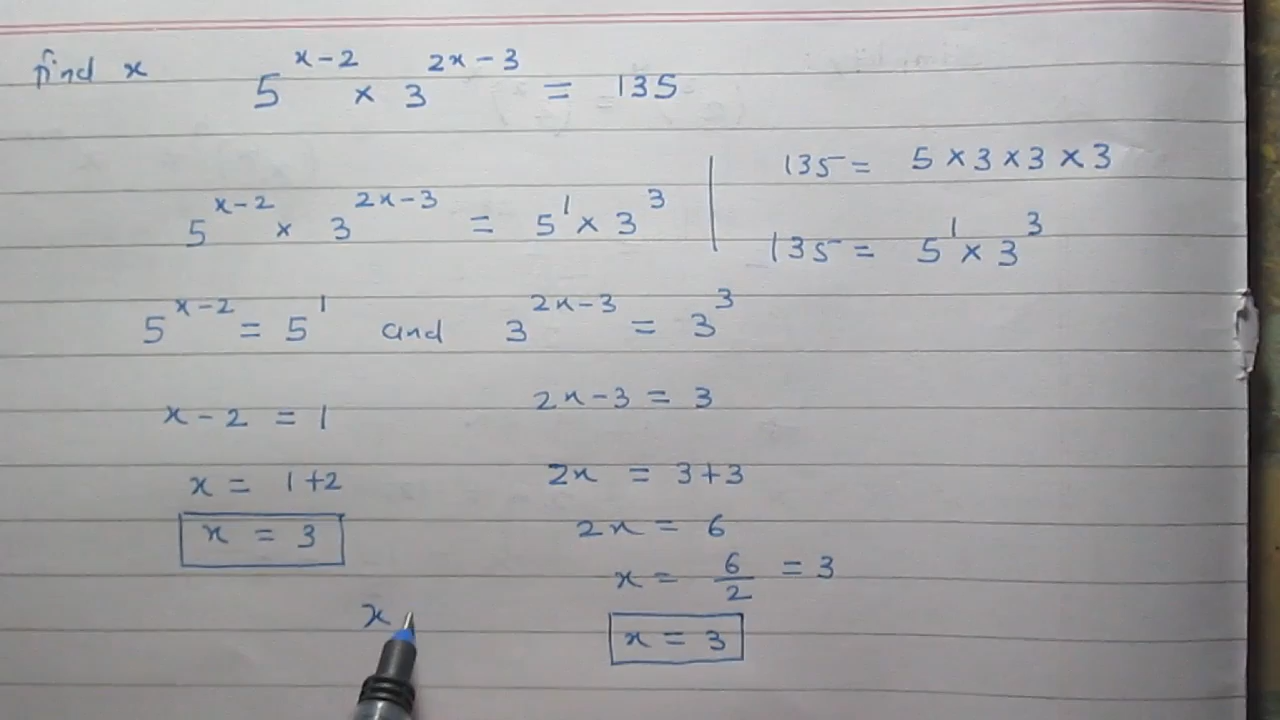 find x 5^{x-2} × 3^{2x-3} = 135
135 = 5 × 3 × 3 × 3
5^{x-2} × 3^{2x-3} = 5^1 × 3^3
135 = 5^1 × 3^3
5^{x-2} = 5^1 and 3^{2x-3} = 3^3
x - 2 = 1
x = 1 + 2
x = 3
2x - 3 = 3
2x = 3 + 3
2x = 6
x = 6/2 = 3
x = 3
x